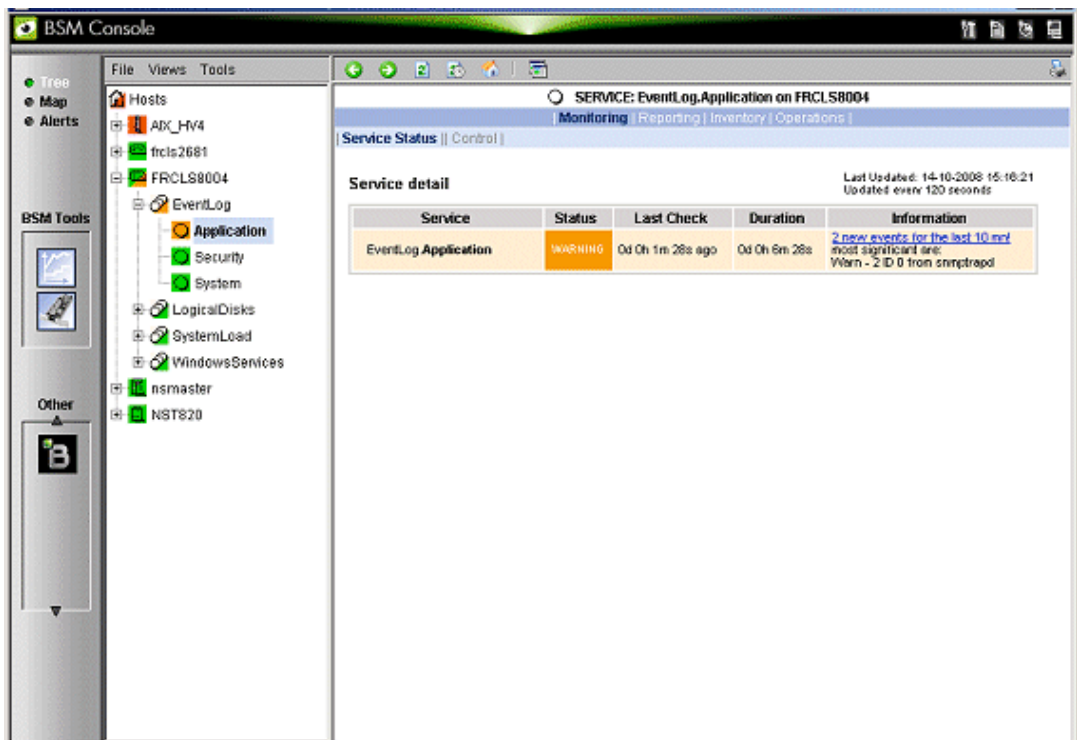 BSM Console
Tree
Map
Alerts
BSM Tools
Other
B
File Views Tools
Hosts
AIX_HV4
frcls2681
FRCLS8004
EventLog
Application
Security
System
LogicalDisks
SystemLoad
WindowsServices
nsmaster
NST820
SERVICE: EventLog.Application on FRCLS8004
| Monitoring || Reporting || Inventory || Operations |
| Service Status || Control |
Service detail
Last Updated: 14-10-2008 15:16:21
Updated every 120 seconds
Service Status Last Check Duration Information
EventLog.Application WARNING 0d 0h 1m 28s ago 0d 0h 6m 28s 2 new events for the last 10 mn!
most significant are:
Warn - 2 ID 0 from snmptrapd